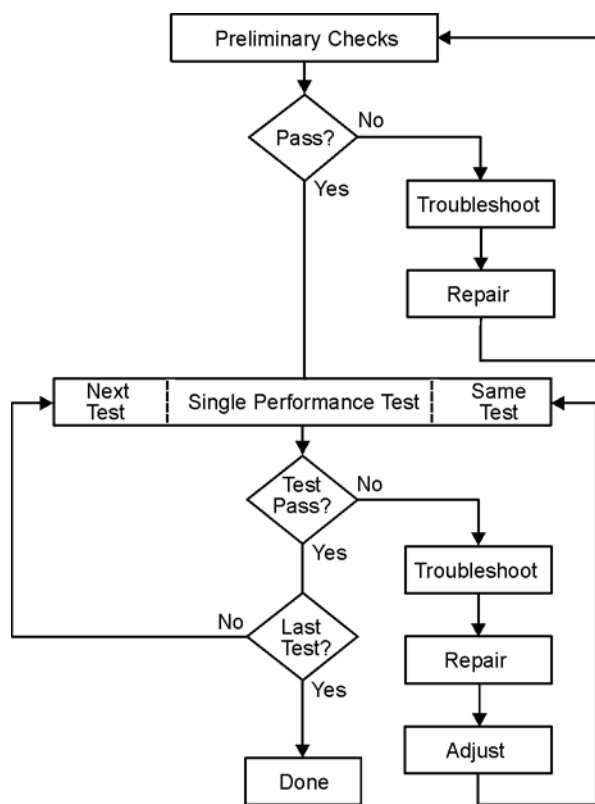 Preliminary Checks
Pass?
No
Yes
Troubleshoot
Repair
Next
Test
Single Performance Test
Same
Test
Test
Pass?
No
Yes
Troubleshoot
No
Last
Test?
Repair
Yes
Adjust
Done